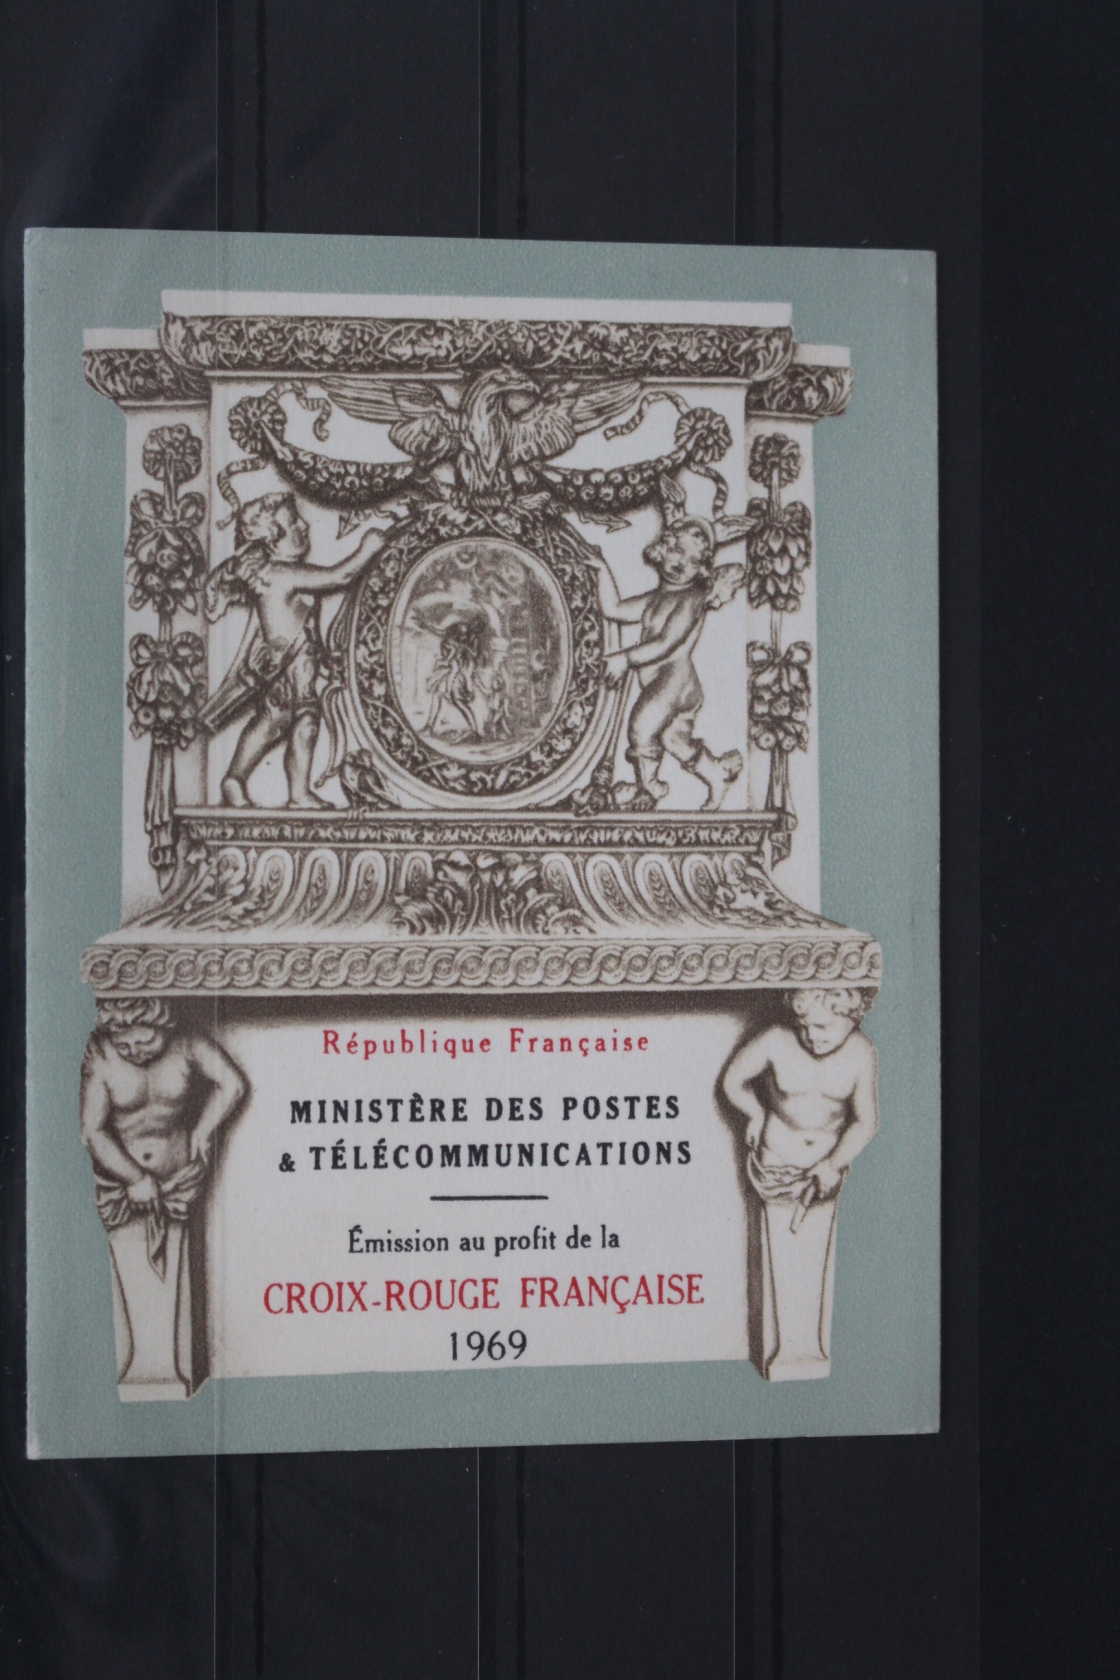 République Française
MINISTÈRE DES POSTES
& TÉLÉCOMMUNICATIONS
Émission au profit de la
CROIX-ROUGE FRANÇAISE
1969